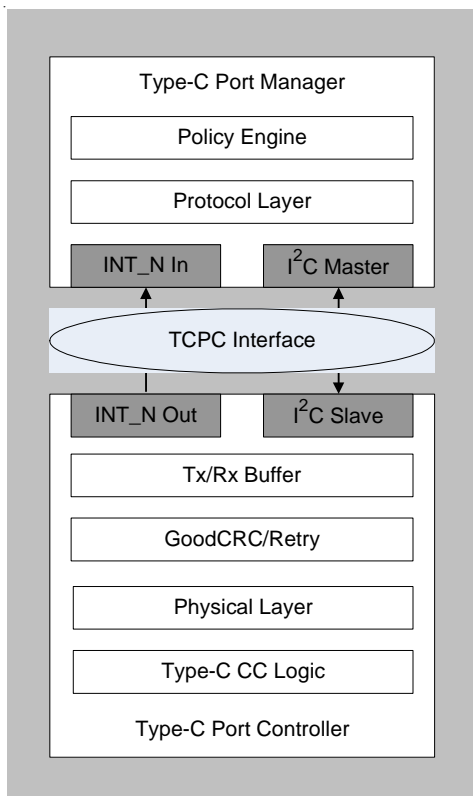 Type-C Port Manager
Policy Engine
Protocol Layer
INT_N In
I²C Master
TCPC Interface
INT_N Out
I²C Slave
Tx/Rx Buffer
GoodCRC/Retry
Physical Layer
Type-C CC Logic
Type-C Port Controller